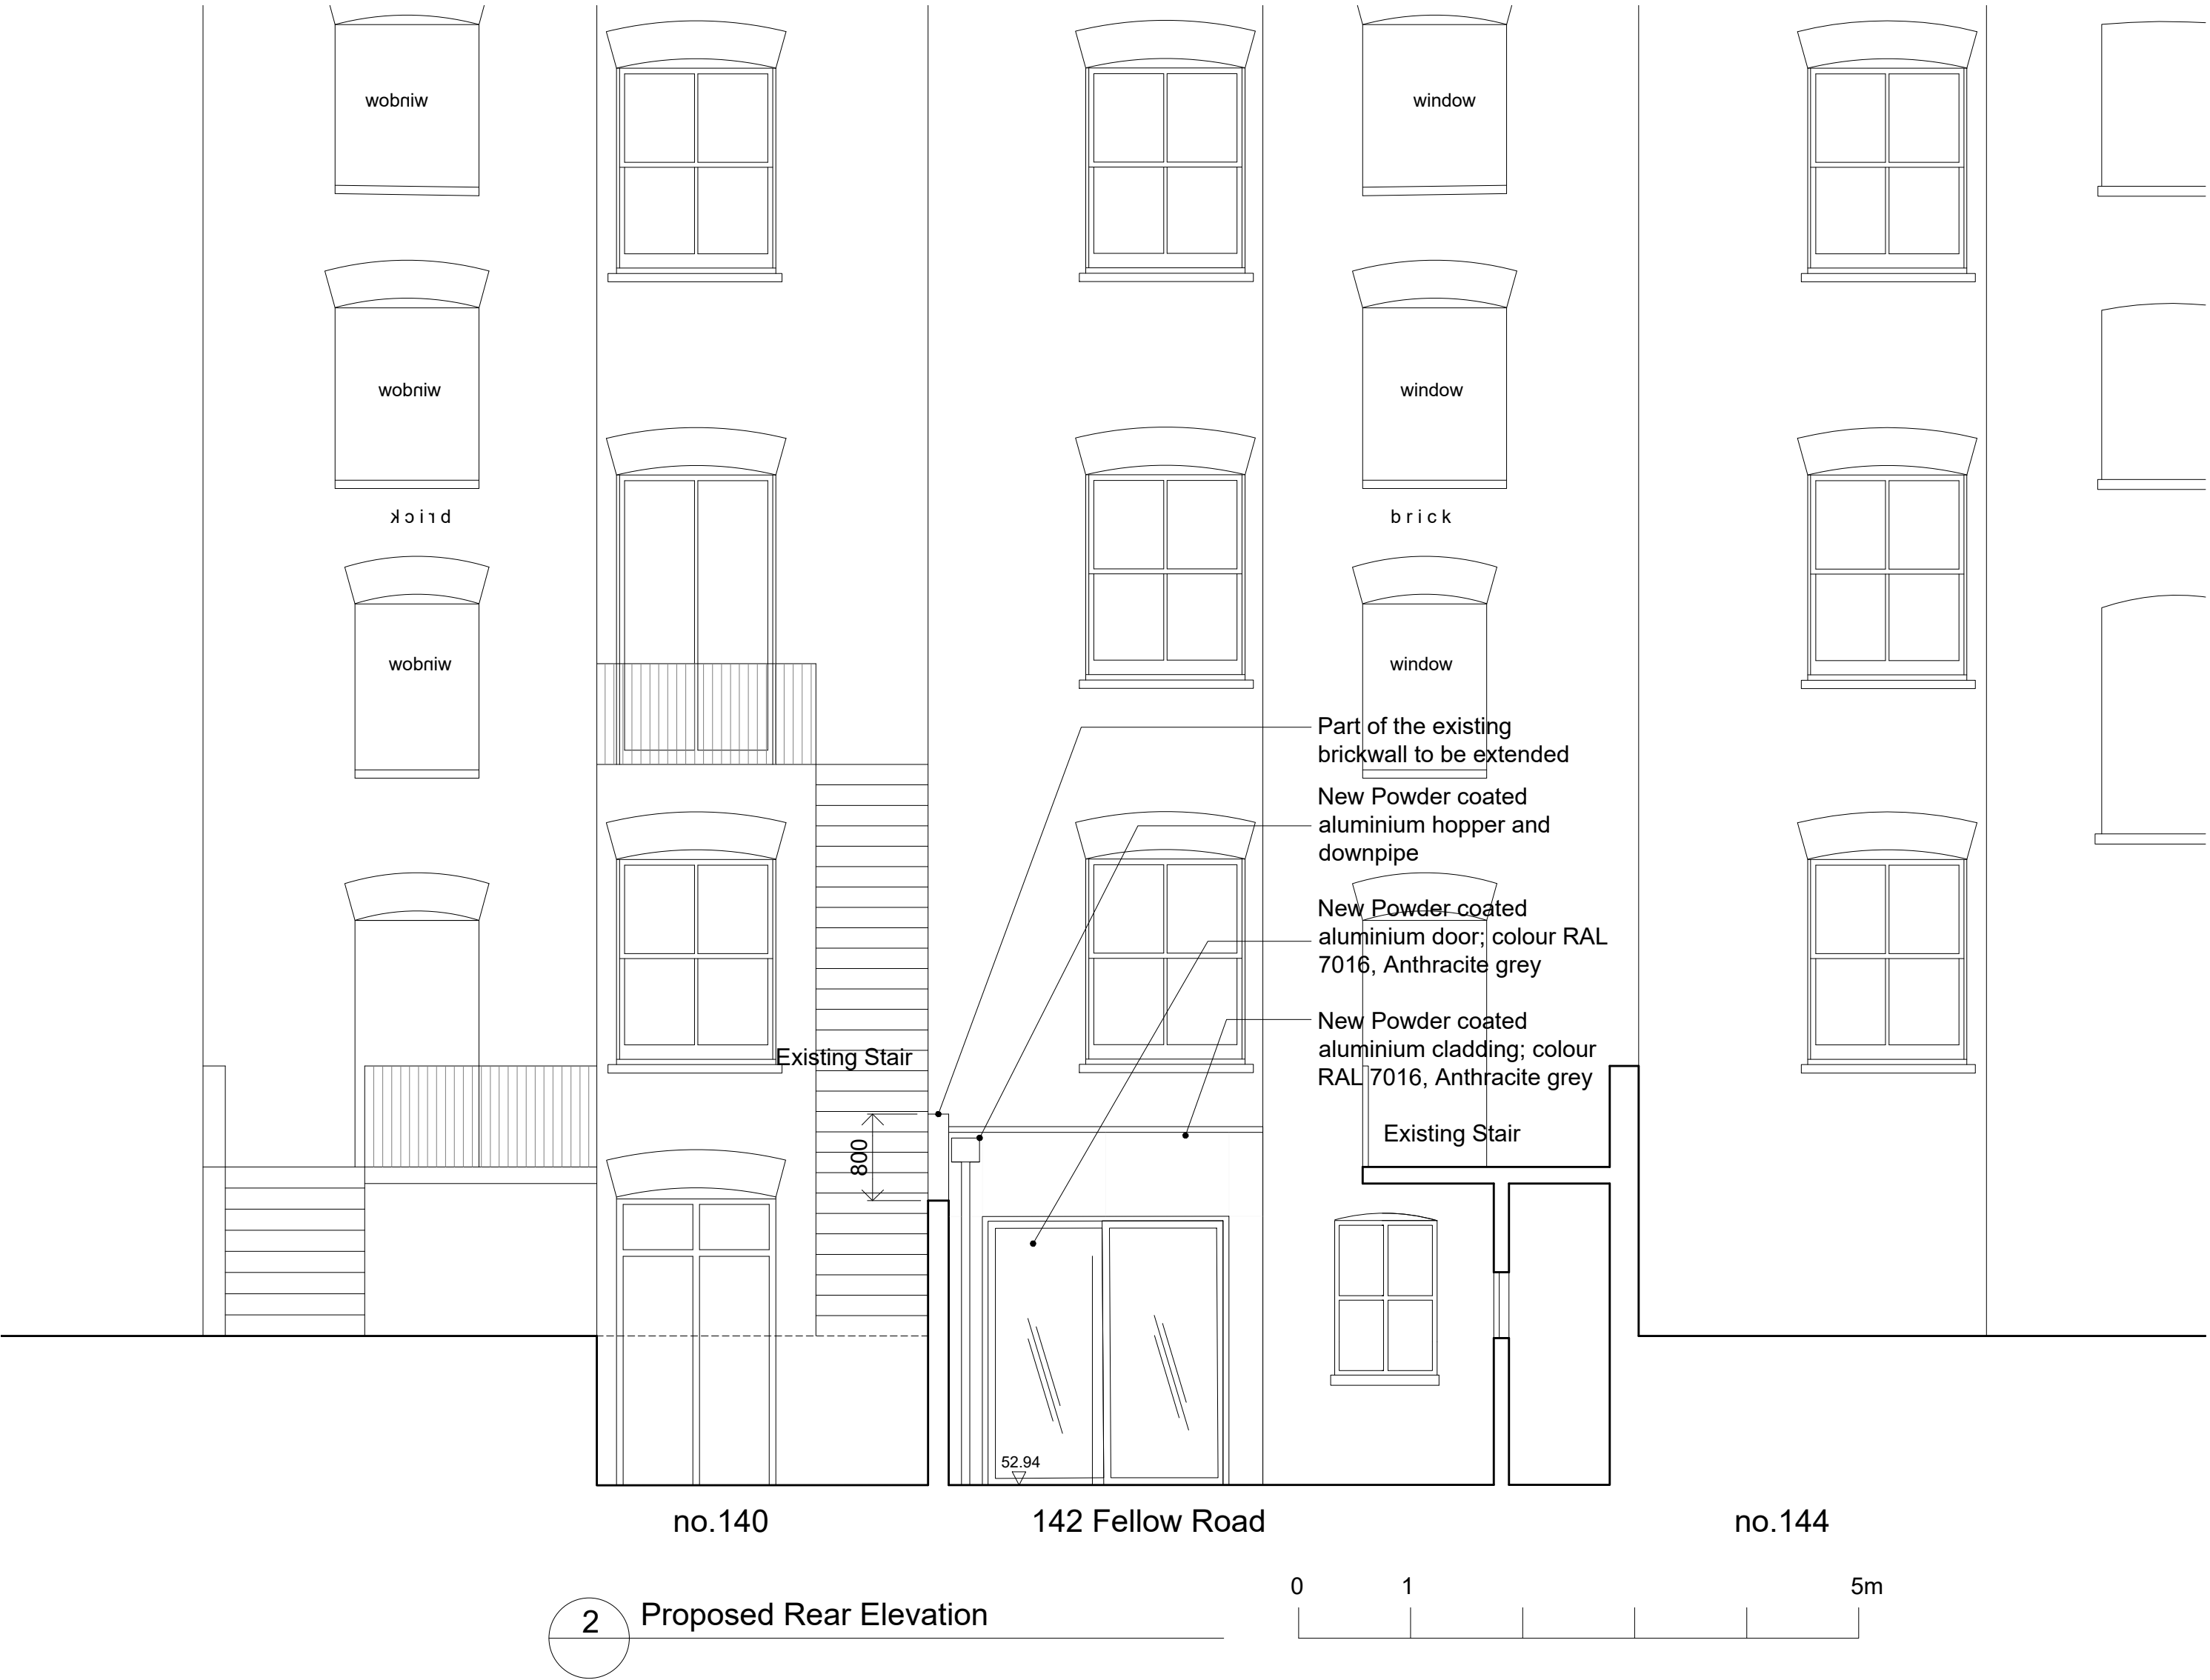 window
window
window
window
brick
brick
window
window
Part of the existing
brickwall to be extended
New Powder coated
aluminium hopper and
downpipe
New Powder coated
aluminium door; colour RAL
7016, Anthracite grey
New Powder coated
aluminium cladding; colour
RAL 7016, Anthracite grey
Existing Stair
Existing Stair
800
52.94
no.140
142 Fellow Road
no.144
2
Proposed Rear Elevation
0
1
5m